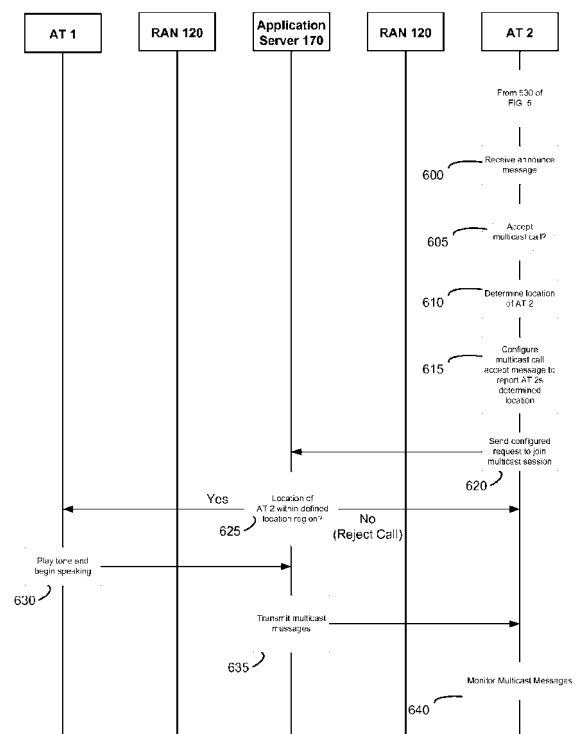 AT 1
RAN 120
Application
Server 170
RAN 120
AT 2
From 530 of
FIG. 5
Receive announce
message
600
Accept
multicast call?
605
Determine location
of AT 2
610
Configure
multicast call
accept message to
report AT 2s
determined
location
615
Send configured
request to join
multicast session
620
Yes
Location of
AT 2 within defined
location region?
625
No
(Reject Call)
Play tone and
begin speaking
630
Transmit multicast
messages
635
Monitor Multicast Messages
640